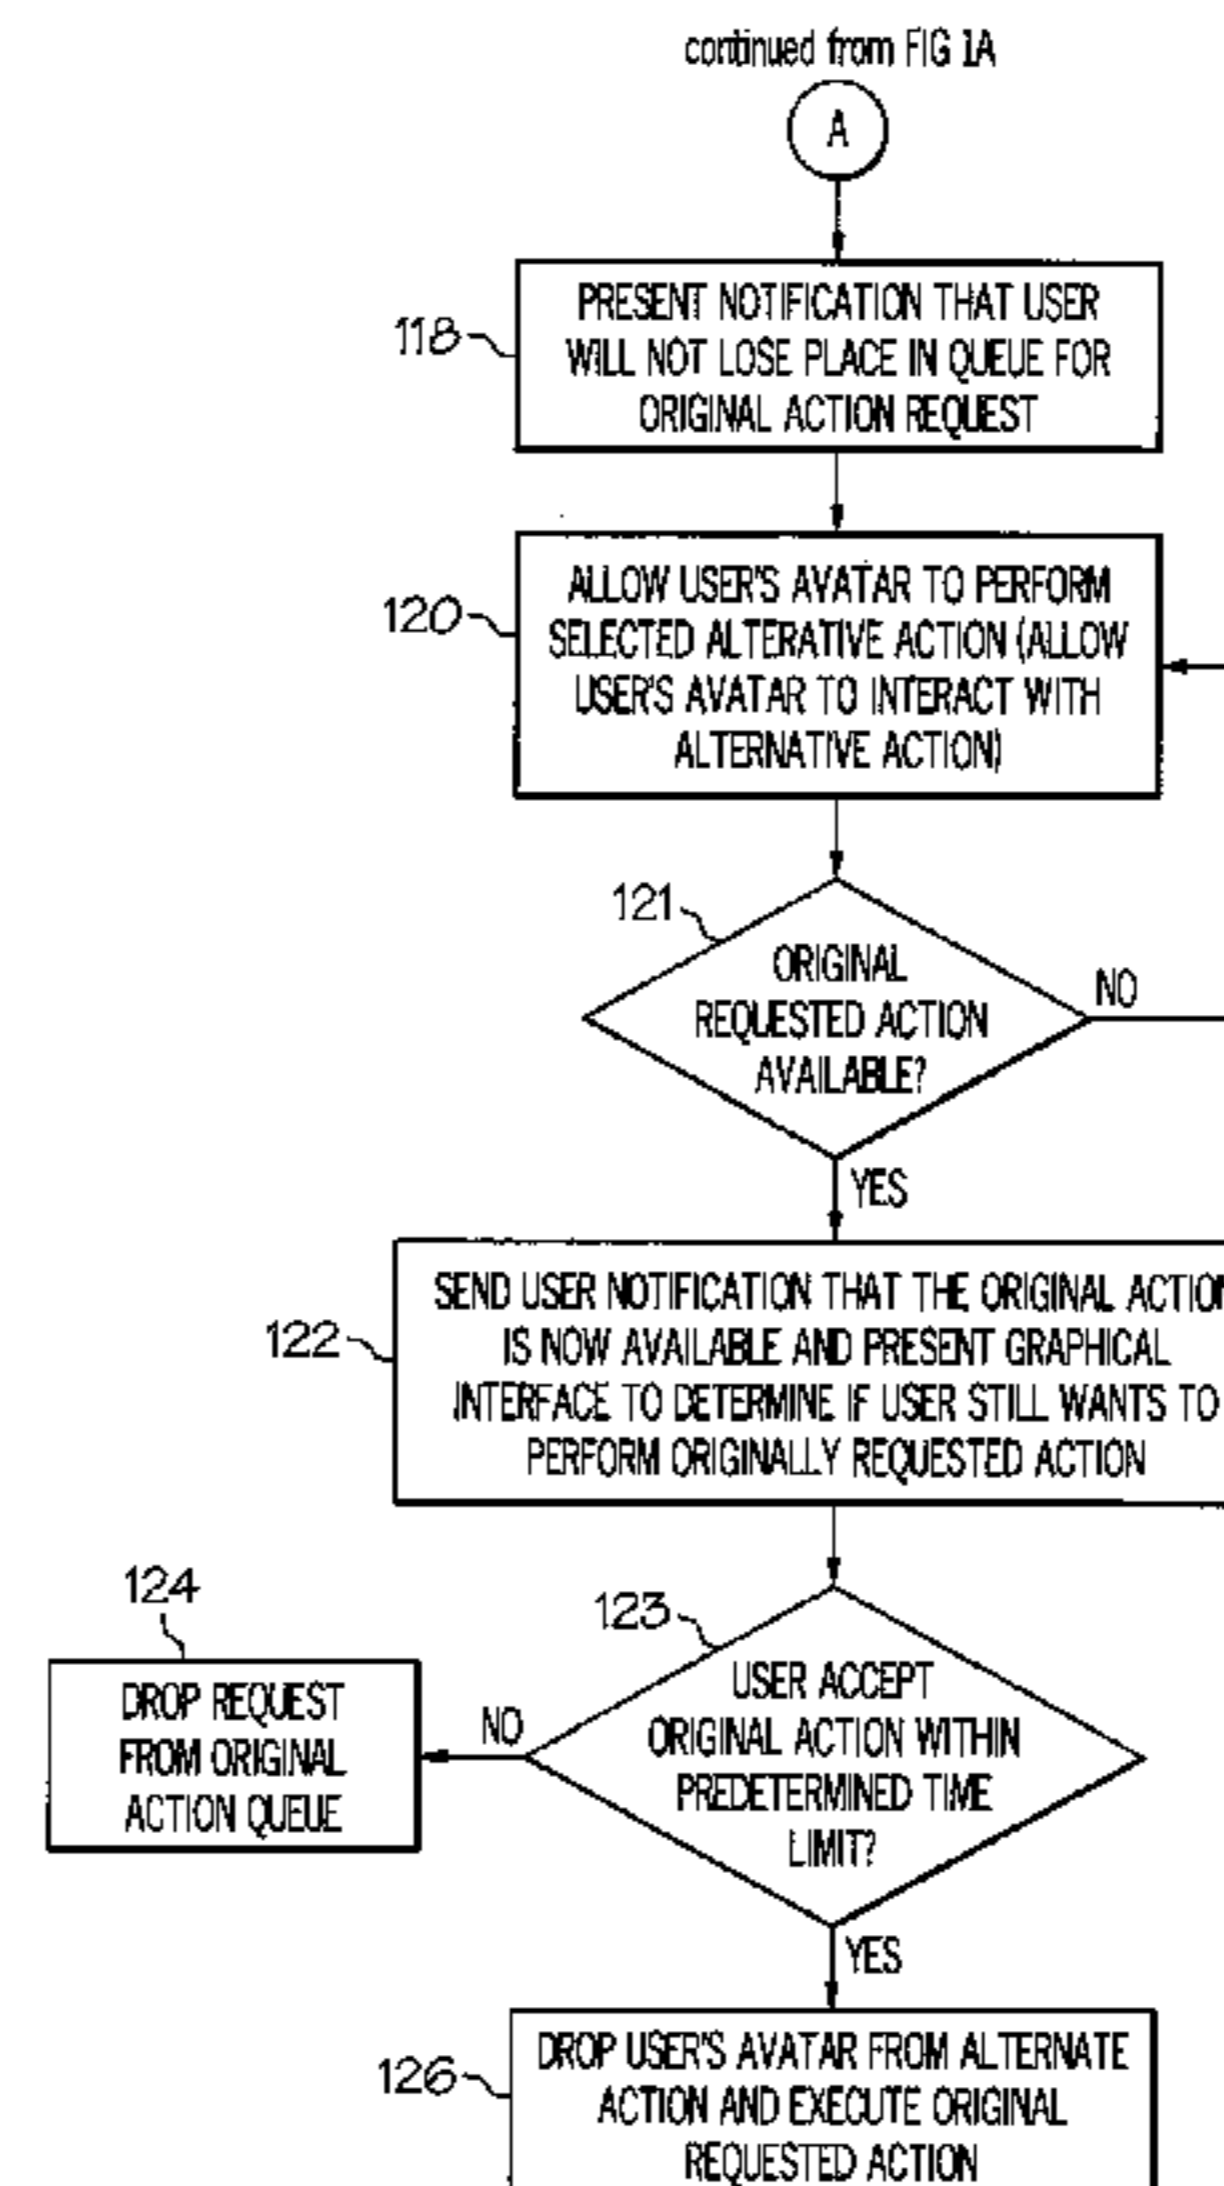 continued from FIG 1A
A
118
PRESENT NOTIFICATION THAT USER
WILL NOT LOSE PLACE IN QUEUE FOR
ORIGINAL ACTION REQUEST
120
ALLOW USER'S AVATAR TO PERFORM
SELECTED ALTERATIVE ACTION (ALLOW
USER'S AVATAR TO INTERACT WITH
ALTERNATIVE ACTION)
121
ORIGINAL
REQUESTED ACTION
AVAILABLE?
NO
YES
122
SEND USER NOTIFICATION THAT THE ORIGINAL ACTION
IS NOW AVAILABLE AND PRESENT GRAPHICAL
INTERFACE TO DETERMINE IF USER STILL WANTS TO
PERFORM ORIGINALLY REQUESTED ACTION
124
DROP REQUEST
FROM ORIGINAL
ACTION QUEUE
NO
123
USER ACCEPT
ORIGINAL ACTION WITHIN
PREDETERMINED TIME
LIMIT?
YES
126
DROP USER'S AVATAR FROM ALTERNATE
ACTION AND EXECUTE ORIGINAL
REQUESTED ACTION